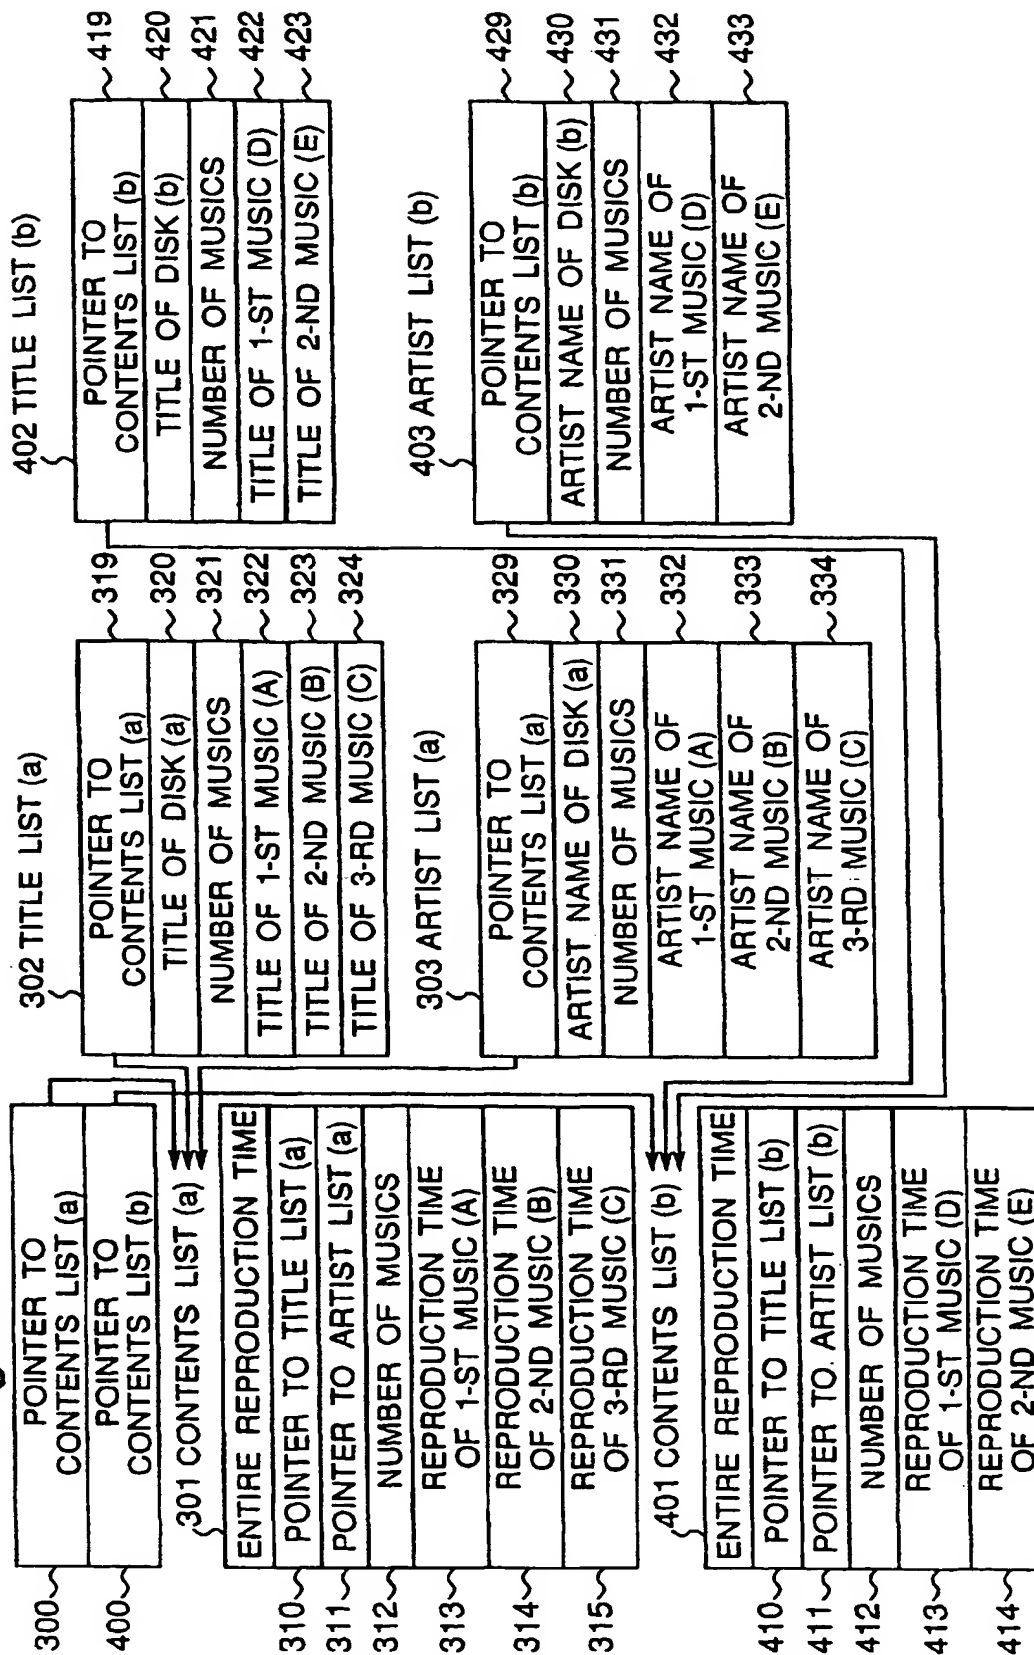 300
POINTER TO
CONTENTS LIST (a)
400
POINTER TO
CONTENTS LIST (b)
301 CONTENTS LIST (a)
ENTIRE REPRODUCTION TIME
310
POINTER TO TITLE LIST (a)
311
POINTER TO ARTIST LIST (a)
312
NUMBER OF MUSICS
313
REPRODUCTION TIME
OF 1-ST MUSIC (A)
314
REPRODUCTION TIME
OF 2-ND MUSIC (B)
315
REPRODUCTION TIME
OF 3-RD MUSIC (C)
401 CONTENTS LIST (b)
ENTIRE REPRODUCTION TIME
410
POINTER TO TITLE LIST (b)
411
POINTER TO. ARTIST LIST (b)
412
NUMBER OF MUSICS
413
REPRODUCTION TIME
OF 1-ST MUSIC (D)
414
REPRODUCTION TIME
OF 2-ND MUSIC (E)
302 TITLE LIST (a)
POINTER TO
CONTENTS LIST (a)
319
TITLE OF DISK (a)
320
NUMBER OF MUSICS
321
TITLE OF 1-ST MUSIC (A)
322
TITLE OF 2-ND MUSIC (B)
323
TITLE OF 3-RD MUSIC (C)
324
303 ARTIST LIST (a)
POINTER TO
CONTENTS LIST (a)
329
ARTIST NAME OF DISK (a)
330
NUMBER OF MUSICS
331
ARTIST NAME OF
1-ST MUSIC (A)
332
ARTIST NAME OF
2-ND MUSIC (B)
333
ARTIST NAME OF
3-RD MUSIC (C)
334
402 TITLE LIST (b)
POINTER TO
CONTENTS LIST (b)
419
TITLE OF DISK (b)
420
NUMBER OF MUSICS
421
TITLE OF 1-ST MUSIC (D)
422
TITLE OF 2-ND MUSIC (E)
423
403 ARTIST LIST (b)
POINTER TO
CONTENTS LIST (b)
429
ARTIST NAME OF DISK (b)
430
NUMBER OF MUSICS
431
ARTIST NAME OF
1-ST MUSIC (D)
432
ARTIST NAME OF
2-ND MUSIC (E)
433